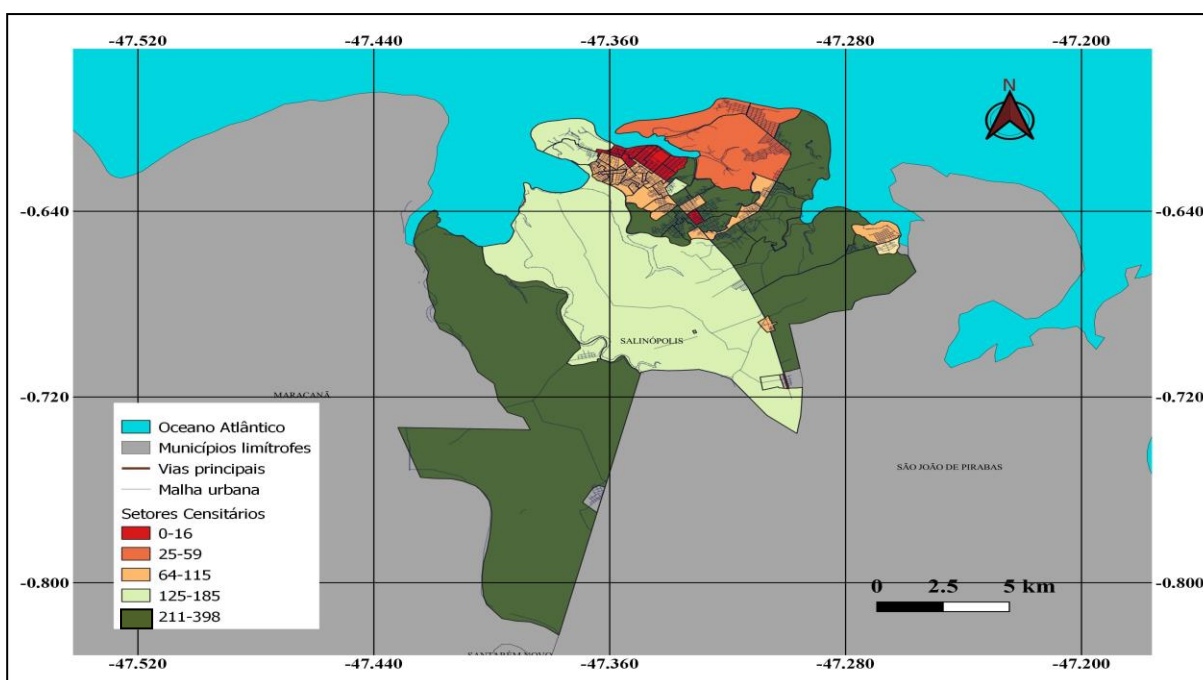 -47.520 -47.440 -47.360 -47.280 -47.200
N
-0.640 -0.640
SALINÓPOLIS
-0.720 -0.720
MARACANÃ
Oceano Atlântico
Municípios limítrofes
Vias principais
Malha urbana
Setores Censitários
0-16
25-59
64-115
125-185
211-398
SÃO JOÃO DE PIRABAS
-0.800 -0.800
0 2.5 5 km
SANTARÉM NOVO
-47.520 -47.440 -47.360 -47.280 -47.200